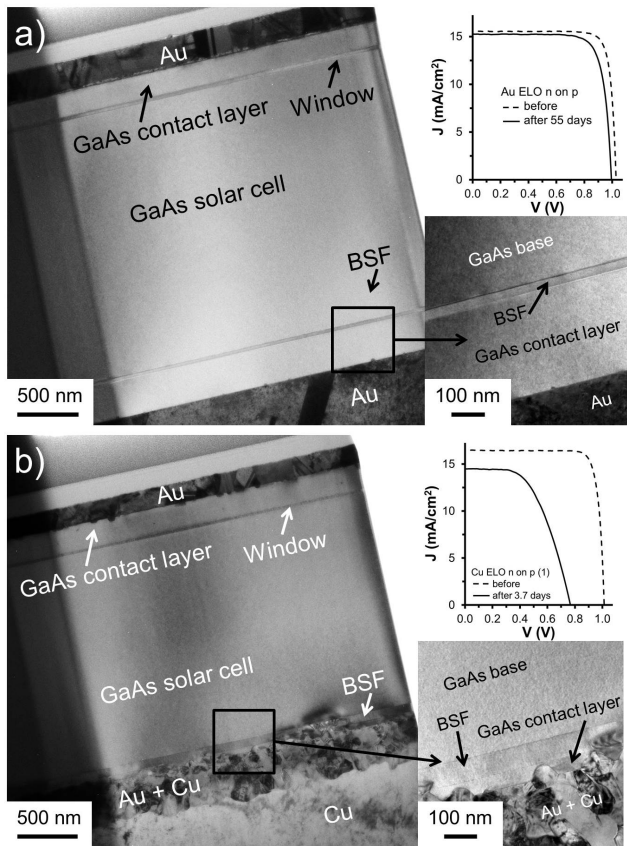 a)
Au
GaAs contact layer
Window
GaAs solar cell
BSF
Au
500 nm
J (mA/cm²)
15
10
5
0
Au ELO n on p
before
after 55 days
0.0 0.2 0.4 0.6 0.8 1.0
V (V)
GaAs base
BSF
GaAs contact layer
Au
100 nm
b)
Au
GaAs contact layer
Window
GaAs solar cell
BSF
Au + Cu
Cu
500 nm
J (mA/cm²)
15
10
5
0
Cu ELO n on p (1)
before
after 3.7 days
0.0 0.2 0.4 0.6 0.8 1.0
V (V)
GaAs base
BSF
GaAs contact layer
Au + Cu
100 nm